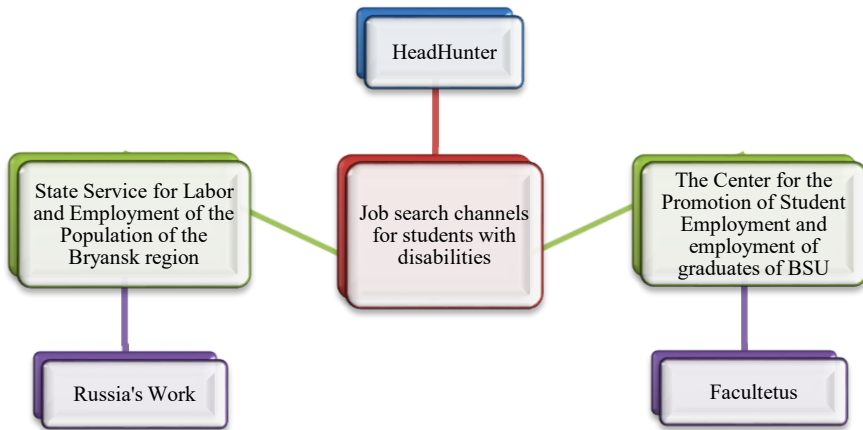 HeadHunter
State Service for Labor
and Employment of the
Population of the
Bryansk region
Job search channels
for students with
disabilities
The Center for the
Promotion of Student
Employment and
employment of
graduates of BSU
Russia's Work
Facultetus